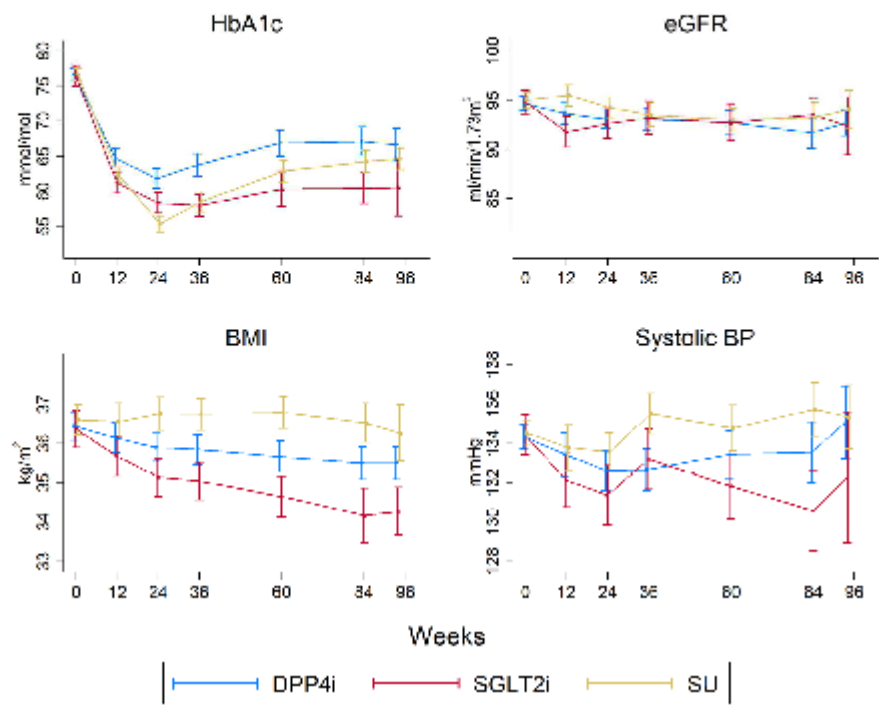 HbA1c
eGFR
mmol/mol
80
75
70
65
60
55
0 12 24 36 60 84 96
ml/min/1.73m²
100
95
90
85
0 12 24 36 60 84 96
BMI
Systolic BP
kg/m²
37
36
35
34
33
0 12 24 36 60 84 96
mmHg
138
136
134
132
130
128
0 12 24 36 60 84 96
Weeks
DPP4i SGLT2i SU